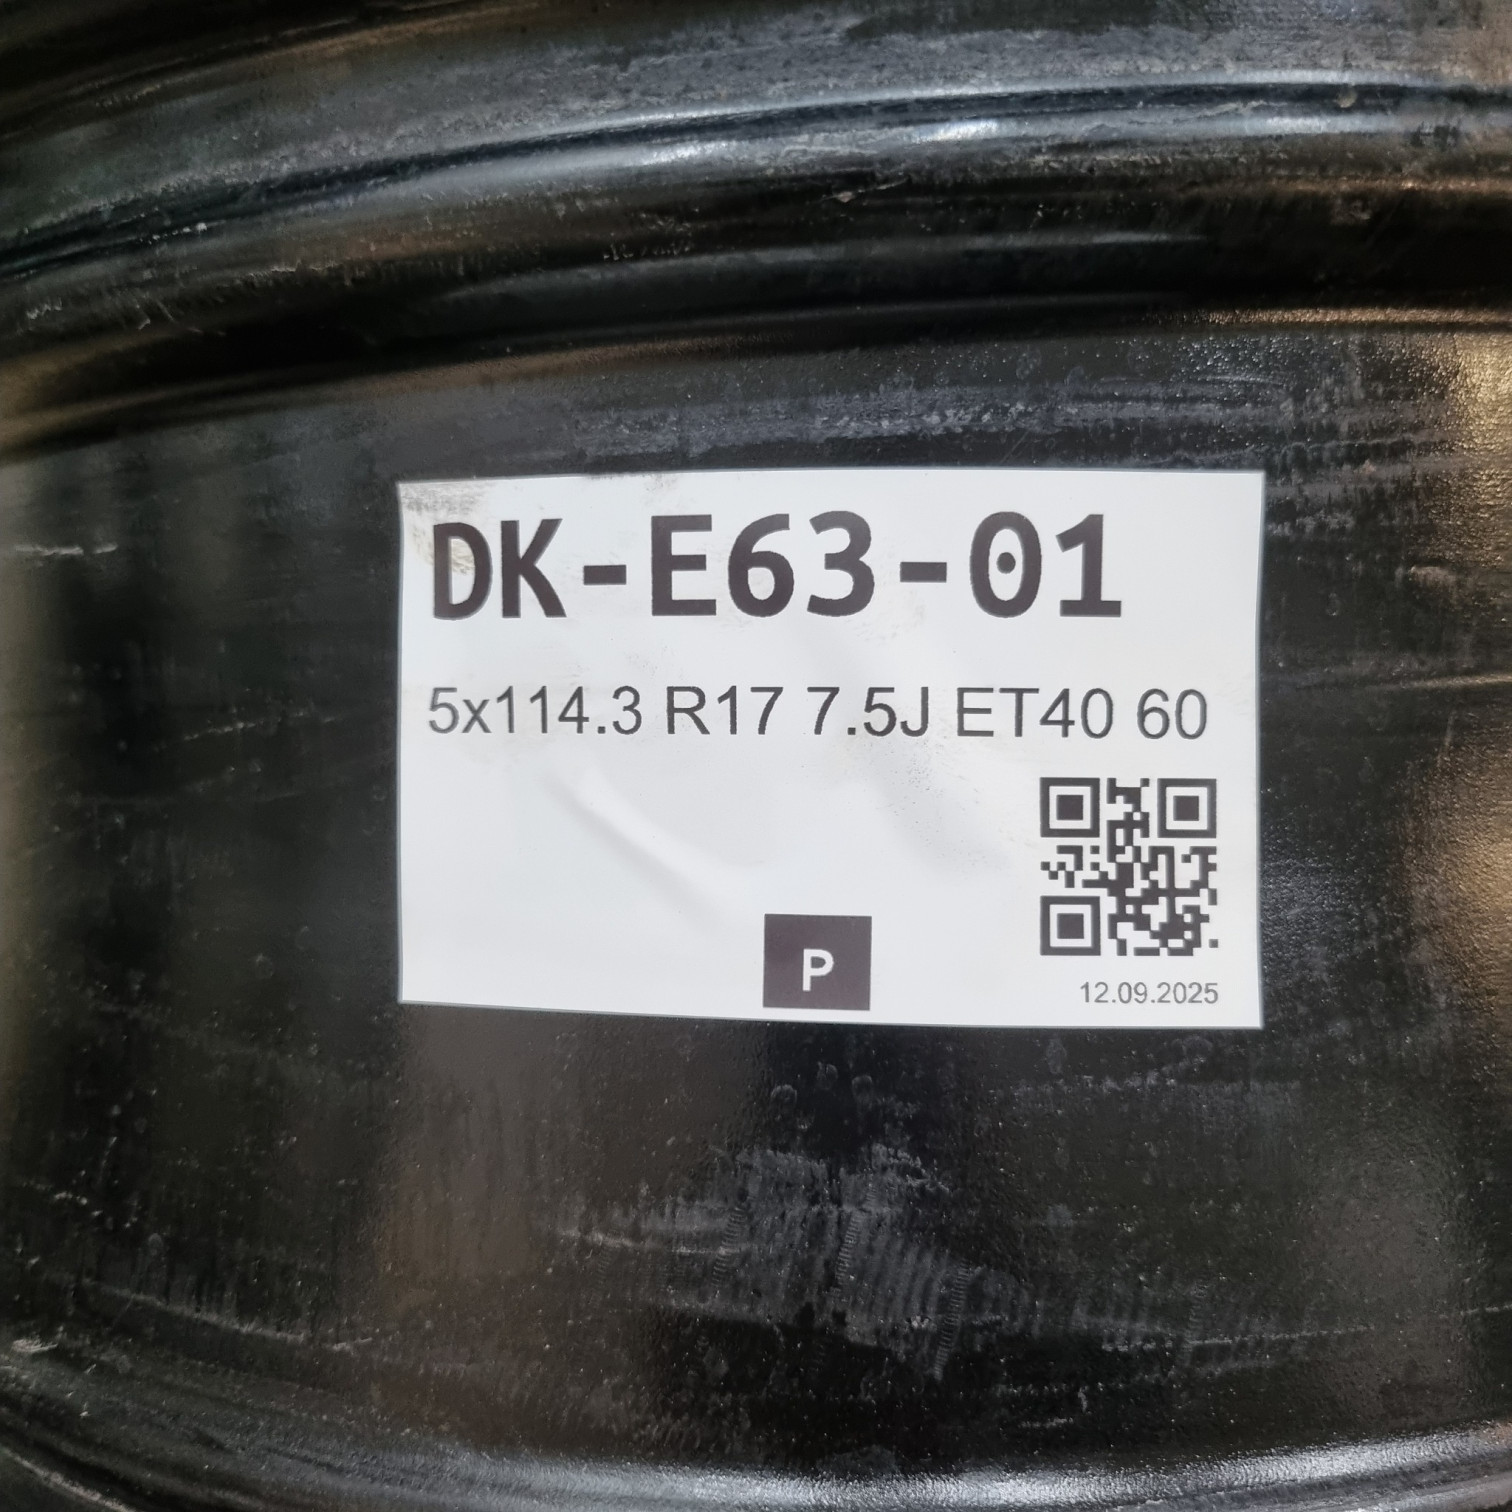 DK-E63-01
5x114.3 R17 7.5J ET40 60
P
12.09.2025